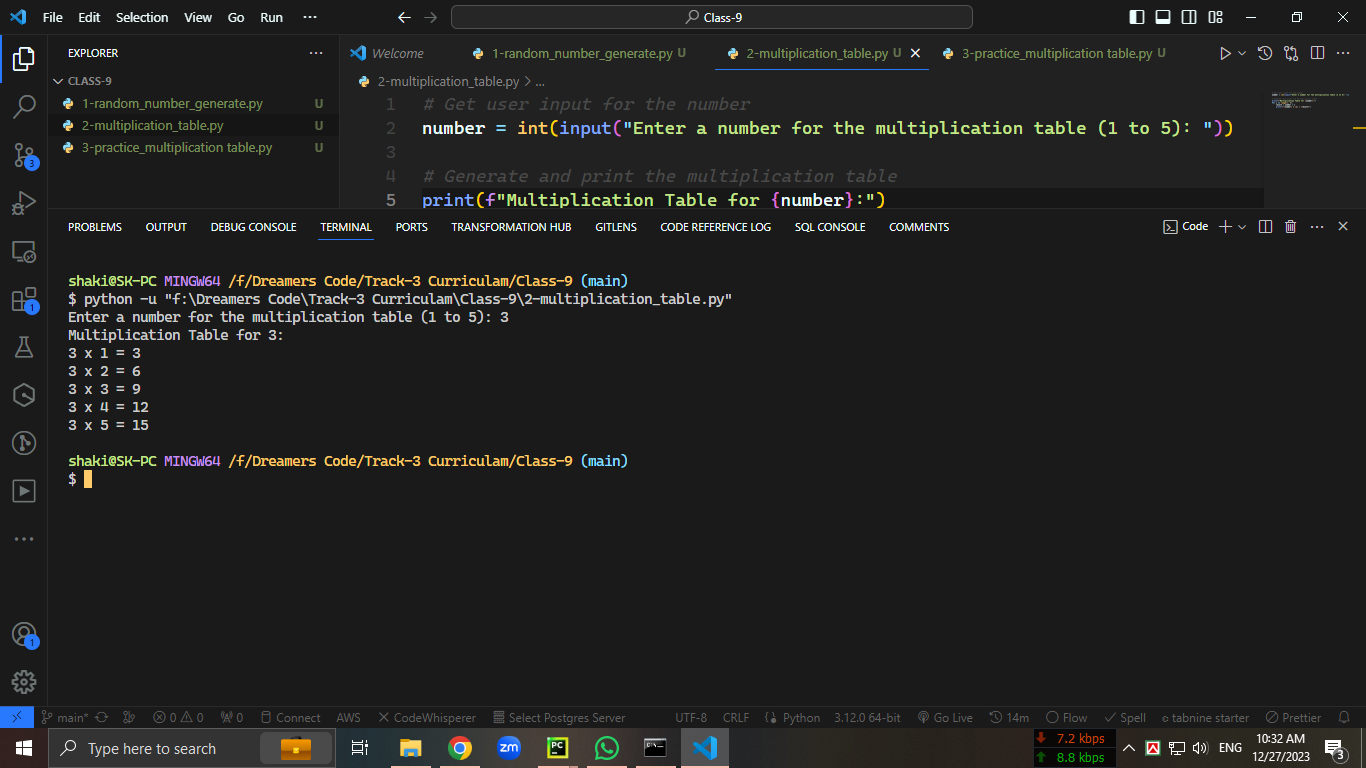 File Edit Selection View Go Run ···
Class-9
EXPLORER
CLASS-9
1-random_number_generate.py U
2-multiplication_table.py U
3-practice_multiplication table.py U
Welcome 1-random_number_generate.py U 2-multiplication_table.py U 3-practice_multiplication table.py U
2-multiplication_table.py > ...
1 # Get user input for the number
2 number = int(input("Enter a number for the multiplication table (1 to 5): "))
3
4 # Generate and print the multiplication table
5 print(f"Multiplication Table for {number}:")
PROBLEMS OUTPUT DEBUG CONSOLE TERMINAL PORTS TRANSFORMATION HUB GITLENS CODE REFERENCE LOG SQL CONSOLE COMMENTS
Code
shaki@SK-PC MINGW64 /f/Dreamers Code/Track-3 Curriculam/Class-9 (main)
$ python -u "f:\Dreamers Code\Track-3 Curriculam\Class-9\2-multiplication_table.py"
Enter a number for the multiplication table (1 to 5): 3
Multiplication Table for 3:
3 x 1 = 3
3 x 2 = 6
3 x 3 = 9
3 x 4 = 12
3 x 5 = 15
shaki@SK-PC MINGW64 /f/Dreamers Code/Track-3 Curriculam/Class-9 (main)
$
3
1
1
main* 0 0 0 Connect AWS CodeWhisperer Select Postgres Server UTF-8 CRLF Python 3.12.0 64-bit Go Live 14m Flow Spell tabnine starter Prettier
Type here to search
zm
PC
7.2 kbps
8.8 kbps
ENG
10:32 AM
12/27/2023
3